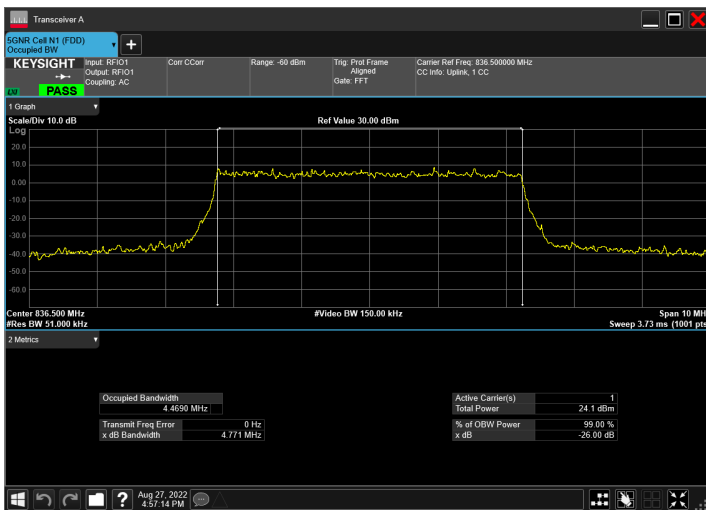 Transceiver A
5GNR Cell N1 (FDD)
Occupied BW
KEYSIGHT
LXI
PASS
Input: RFIO1
Output: RFIO1
Coupling: AC
Corr CCorr
Range: -60 dBm
Trig: Prot Frame
Aligned
Gate: FFT
Carrier Ref Freq: 836.500000 MHz
CC Info: Uplink, 1 CC
1 Graph
Scale/Div 10.0 dB
Ref Value 30.00 dBm
Log
20.0
10.0
0.00
-10.0
-20.0
-30.0
-40.0
-50.0
-60.0
Center 836.500 MHz
#Video BW 150.00 kHz
Span 10 MH
#Res BW 51.000 kHz
Sweep 3.73 ms (1001 pts
2 Metrics
Occupied Bandwidth
4.4690 MHz
Transmit Freq Error 0 Hz
x dB Bandwidth 4.771 MHz
Active Carrier(s) 1
Total Power 24.1 dBm
% of OBW Power 99.00 %
x dB -26.00 dB
Aug 27, 2022
4:57:14 PM